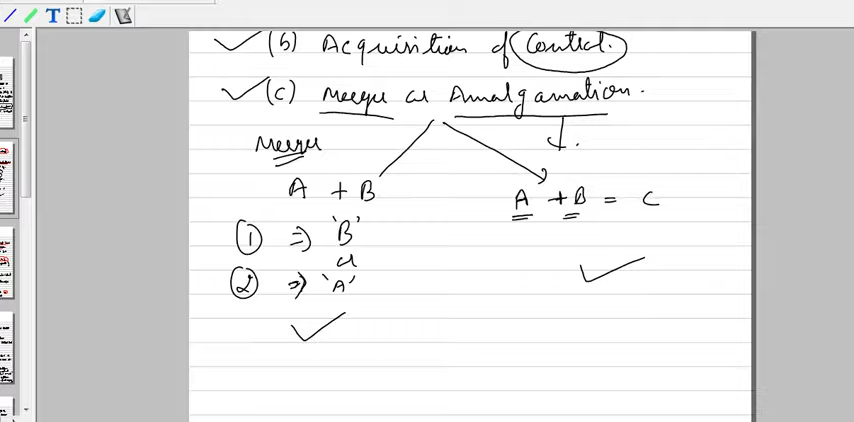 (b) Acquisition of Control.
(c) Merger or Amalgamation.
Merger
A + B
A + B = C
① ⇒ 'B'
or
② ⇒ 'A'